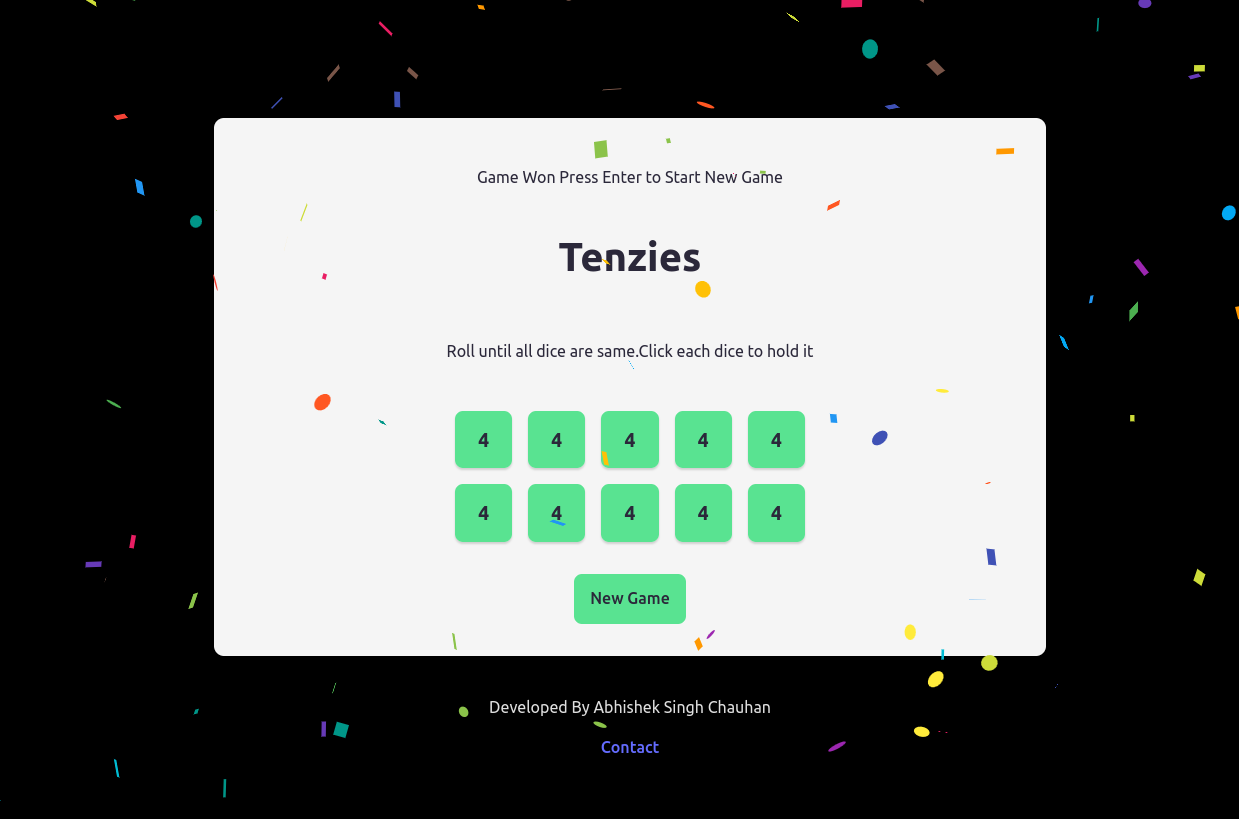 Game Won Press Enter to Start New Game
Tenzies
Roll until all dice are same.Click each dice to hold it
4 4 4 4 4
4 4 4 4 4
New Game
Developed By Abhishek Singh Chauhan
Contact